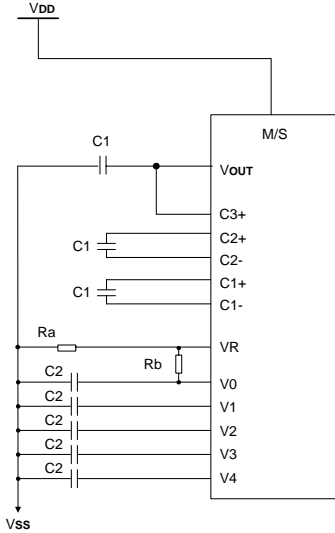 VDD
M/S
C1
VOUT
C3+
C2+
C1
C2-
C1+
C1
C1-
Ra
VR
Rb
C2
V0
C2
V1
C2
V2
C2
V3
C2
V4
VSS